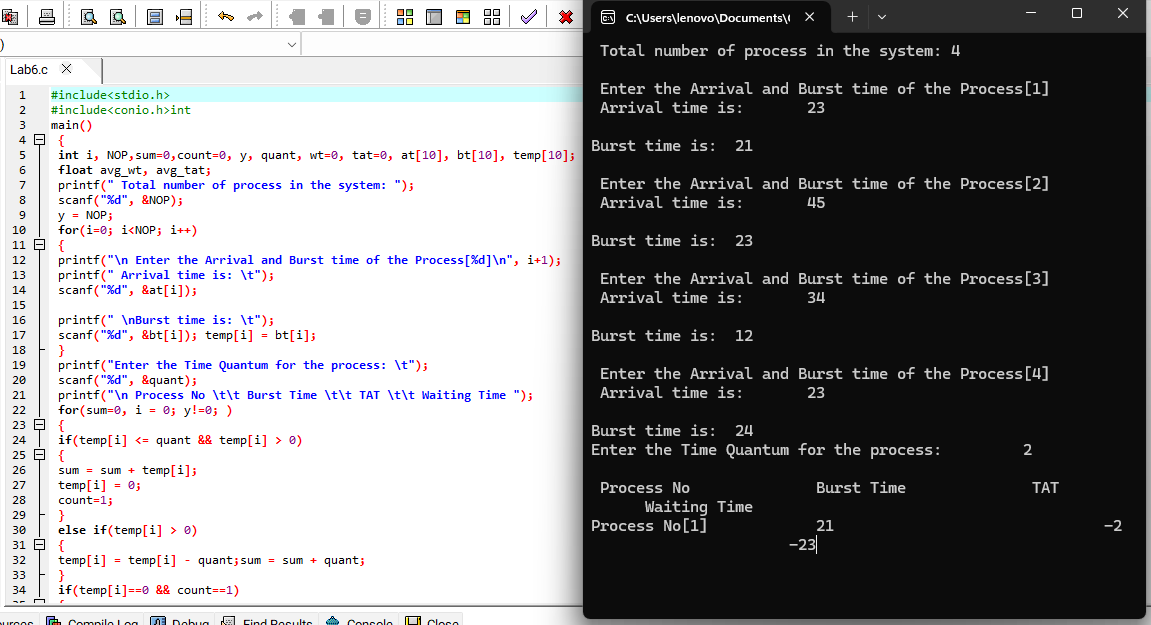 )
Lab6.c
1 #include<stdio.h>
2 #include<conio.h>int
3 main()
4 {
5 int i, NOP,sum=0,count=0, y, quant, wt=0, tat=0, at[10], bt[10], temp[10];
6 float avg_wt, avg_tat;
7 printf(" Total number of process in the system: ");
8 scanf("%d", &NOP);
9 y = NOP;
10 for(i=0; i<NOP; i++)
11 {
12 printf("\n Enter the Arrival and Burst time of the Process[%d]\n", i+1);
13 printf(" Arrival time is: \t");
14 scanf("%d", &at[i]);
15
16 printf(" \nBurst time is: \t");
17 scanf("%d", &bt[i]); temp[i] = bt[i];
18 }
19 printf("Enter the Time Quantum for the process: \t");
20 scanf("%d", &quant);
21 printf("\n Process No \t\t Burst Time \t\t TAT \t\t Waiting Time ");
22 for(sum=0, i = 0; y!=0; )
23 {
24 if(temp[i] <= quant && temp[i] > 0)
25 {
26 sum = sum + temp[i];
27 temp[i] = 0;
28 count=1;
29 }
30 else if(temp[i] > 0)
31 {
32 temp[i] = temp[i] - quant;sum = sum + quant;
33 }
34 if(temp[i]==0 && count==1)
Compile Log Debug Find Results Console Close
C:\Users\lenovo\Documents\
Total number of process in the system: 4
Enter the Arrival and Burst time of the Process[1]
Arrival time is: 23
Burst time is: 21
Enter the Arrival and Burst time of the Process[2]
Arrival time is: 45
Burst time is: 23
Enter the Arrival and Burst time of the Process[3]
Arrival time is: 34
Burst time is: 12
Enter the Arrival and Burst time of the Process[4]
Arrival time is: 23
Burst time is: 24
Enter the Time Quantum for the process: 2
Process No Burst Time TAT
Waiting Time
Process No[1] 21 -2
-23